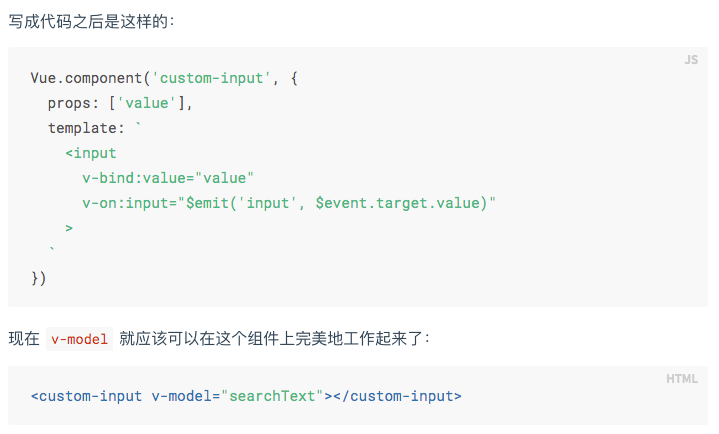 写成代码之后是这样的：
JS
Vue.component('custom-input', {
  props: ['value'],
  template: `
    <input
      v-bind:value="value"
      v-on:input="$emit('input', $event.target.value)"
    >
  `
})
现在 v-model 就应该可以在这个组件上完美地工作起来了：
HTML
<custom-input v-model="searchText"></custom-input>